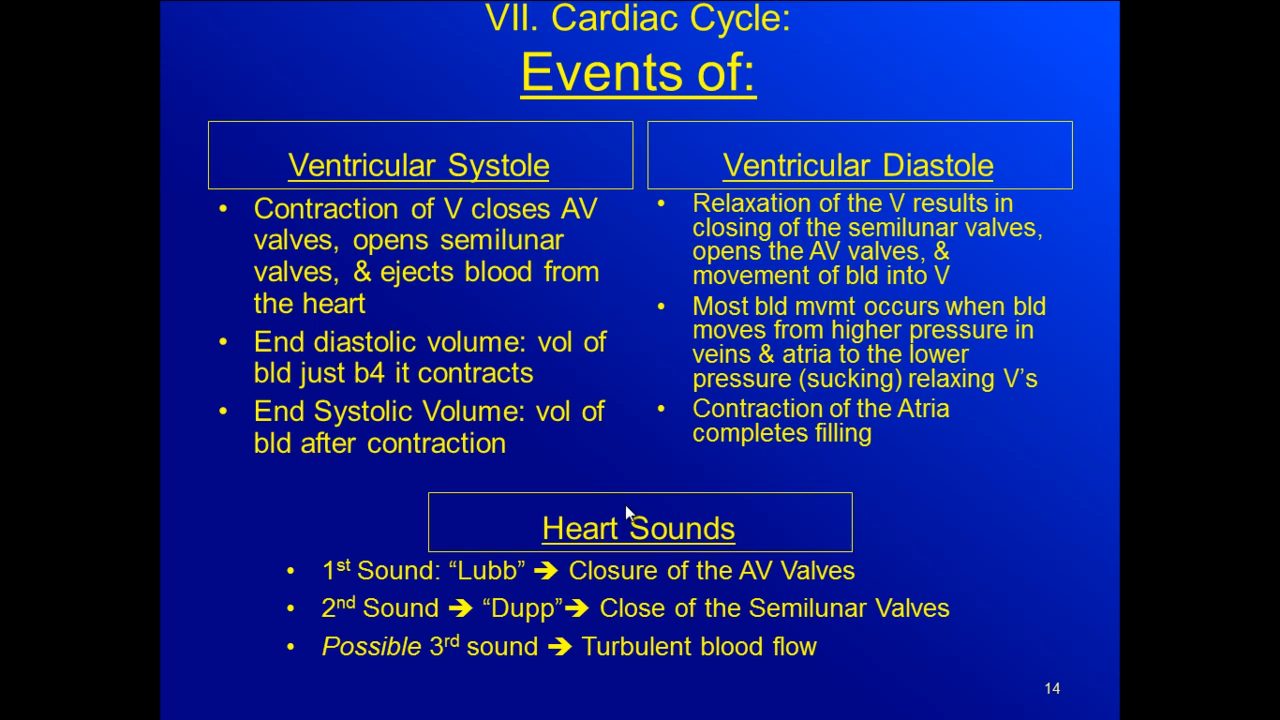 VII. Cardiac Cycle:
Events of:
Ventricular Systole
• Contraction of V closes AV
valves, opens semilunar
valves, & ejects blood from
the heart
• End diastolic volume: vol of
bld just b4 it contracts
• End Systolic Volume: vol of
bld after contraction
Ventricular Diastole
• Relaxation of the V results in
closing of the semilunar valves,
opens the AV valves, &
movement of bld into V
• Most bld mvmt occurs when bld
moves from higher pressure in
veins & atria to the lower
pressure (sucking) relaxing V’s
• Contraction of the Atria
completes filling
Heart Sounds
• 1st Sound: “Lubb” ➔ Closure of the AV Valves
• 2nd Sound ➔ “Dupp”➔ Close of the Semilunar Valves
• Possible 3rd sound ➔ Turbulent blood flow
14